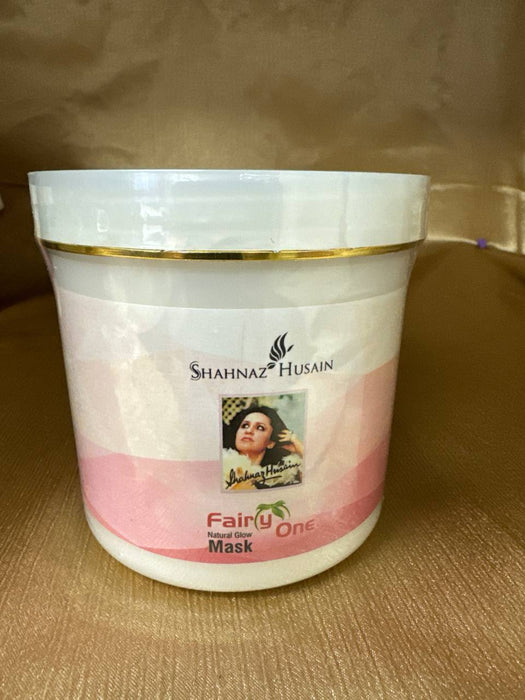 SHAHNAZ HUSAIN
Shahnaz Husain
Fairy One
Natural Glow
Mask